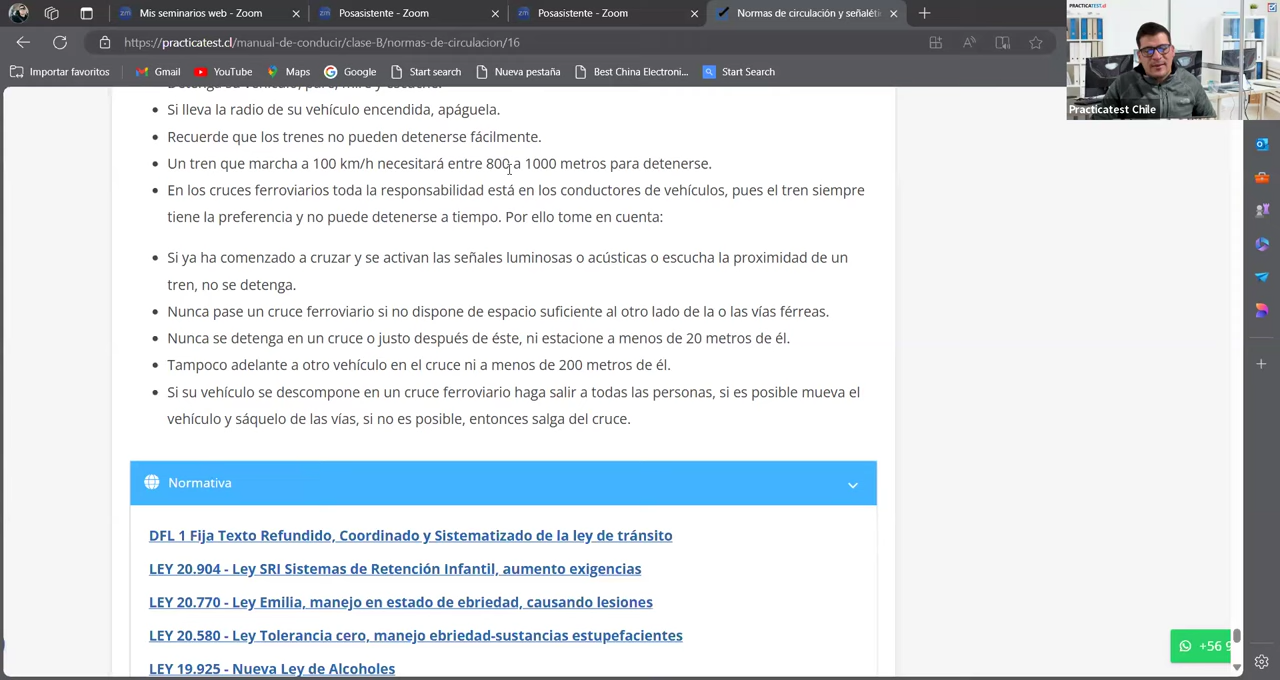 Mis seminarios web - Zoom
Posasistente - Zoom
Posasistente - Zoom
Normas de circulación y señaléti
https://practicatest.cl/manual-de-conducir/clase-B/normas-de-circulacion/16
Importar favoritos
Gmail
YouTube
Maps
Google
Start search
Nueva pestaña
Best China Electroni...
Start Search
PRACTICATEST.cl
Practicatest Chile
Detenga su vehículo, pare, mire y escuche.
Si lleva la radio de su vehículo encendida, apáguela.
Recuerde que los trenes no pueden detenerse fácilmente.
Un tren que marcha a 100 km/h necesitará entre 800 a 1000 metros para detenerse.
En los cruces ferroviarios toda la responsabilidad está en los conductores de vehículos, pues el tren siempre
tiene la preferencia y no puede detenerse a tiempo. Por ello tome en cuenta:
Si ya ha comenzado a cruzar y se activan las señales luminosas o acústicas o escucha la proximidad de un
tren, no se detenga.
Nunca pase un cruce ferroviario si no dispone de espacio suficiente al otro lado de la o las vías férreas.
Nunca se detenga en un cruce o justo después de éste, ni estacione a menos de 20 metros de él.
Tampoco adelante a otro vehículo en el cruce ni a menos de 200 metros de él.
Si su vehículo se descompone en un cruce ferroviario haga salir a todas las personas, si es posible mueva el
vehículo y sáquelo de las vías, si no es posible, entonces salga del cruce.
Normativa
DFL 1 Fija Texto Refundido, Coordinado y Sistematizado de la ley de tránsito
LEY 20.904 - Ley SRI Sistemas de Retención Infantil, aumento exigencias
LEY 20.770 - Ley Emilia, manejo en estado de ebriedad, causando lesiones
LEY 20.580 - Ley Tolerancia cero, manejo ebriedad-sustancias estupefacientes
LEY 19.925 - Nueva Ley de Alcoholes
+56 9